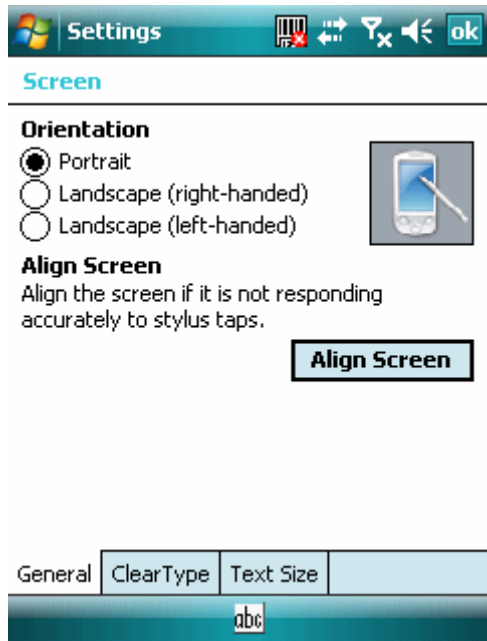 Settings ok
Screen
Orientation
Portrait
Landscape (right-handed)
Landscape (left-handed)
Align Screen
Align the screen if it is not responding
accurately to stylus taps.
Align Screen
General ClearType Text Size
abc